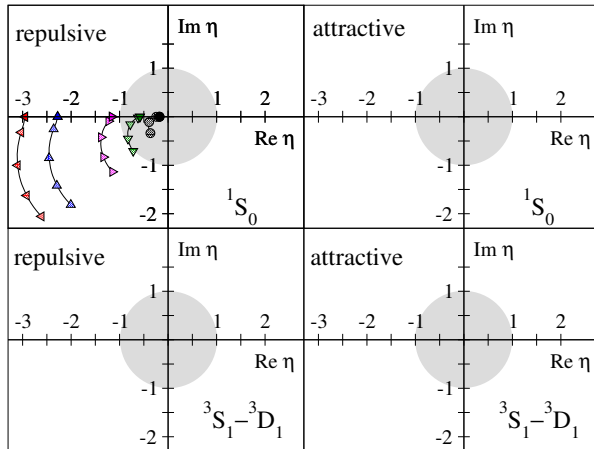 repulsive
Im η
attractive
Im η
1
1
-3 -2 -1 1 2
-3 -2 -1 1 2
Re η
Re η
-1
-1
-2
¹S₀
-2
¹S₀
repulsive
Im η
attractive
Im η
1
1
-3 -2 -1 1 2
-3 -2 -1 1 2
Re η
Re η
-1
-1
-2
³S₁–³D₁
-2
³S₁–³D₁